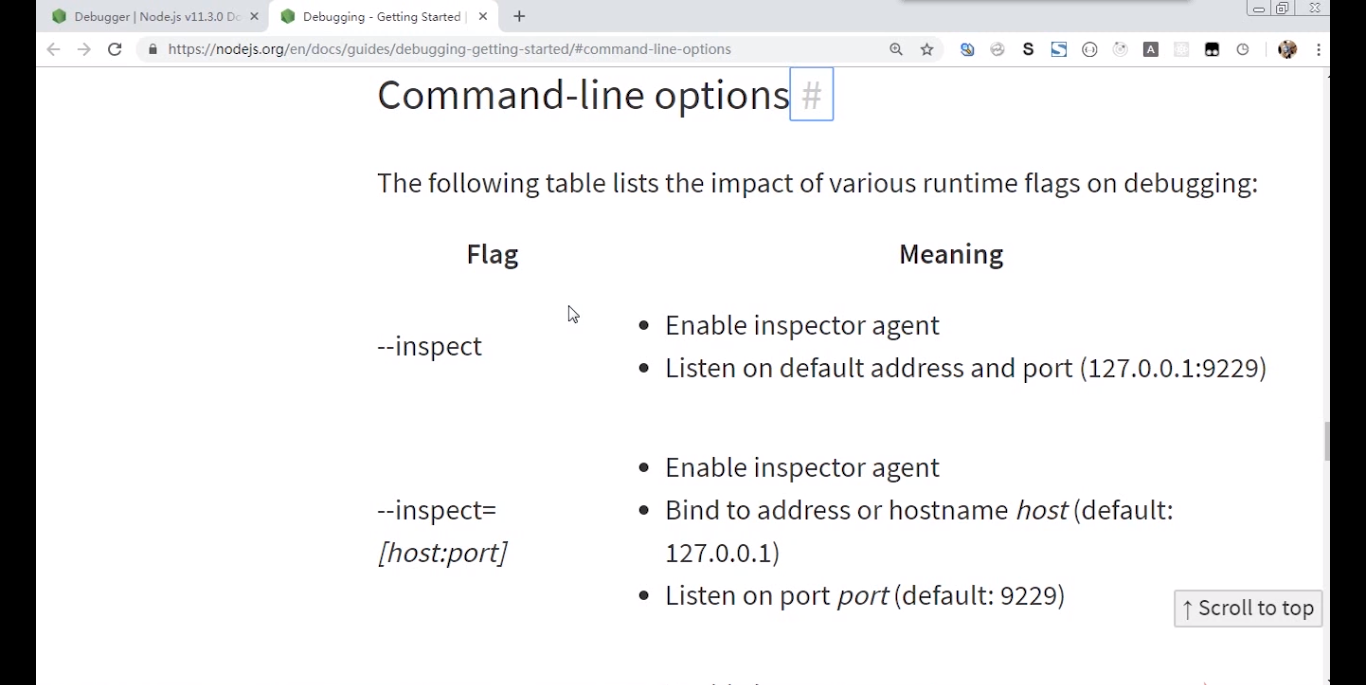 Debugger | Node.js v11.3.0 Do
Debugging - Getting Started |
https://nodejs.org/en/docs/guides/debugging-getting-started/#command-line-options
Command-line options #
The following table lists the impact of various runtime flags on debugging:
Flag
Meaning
--inspect
• Enable inspector agent
• Listen on default address and port (127.0.0.1:9229)
--inspect=
[host:port]
• Enable inspector agent
• Bind to address or hostname host (default:
127.0.0.1)
• Listen on port port (default: 9229)
↑ Scroll to top